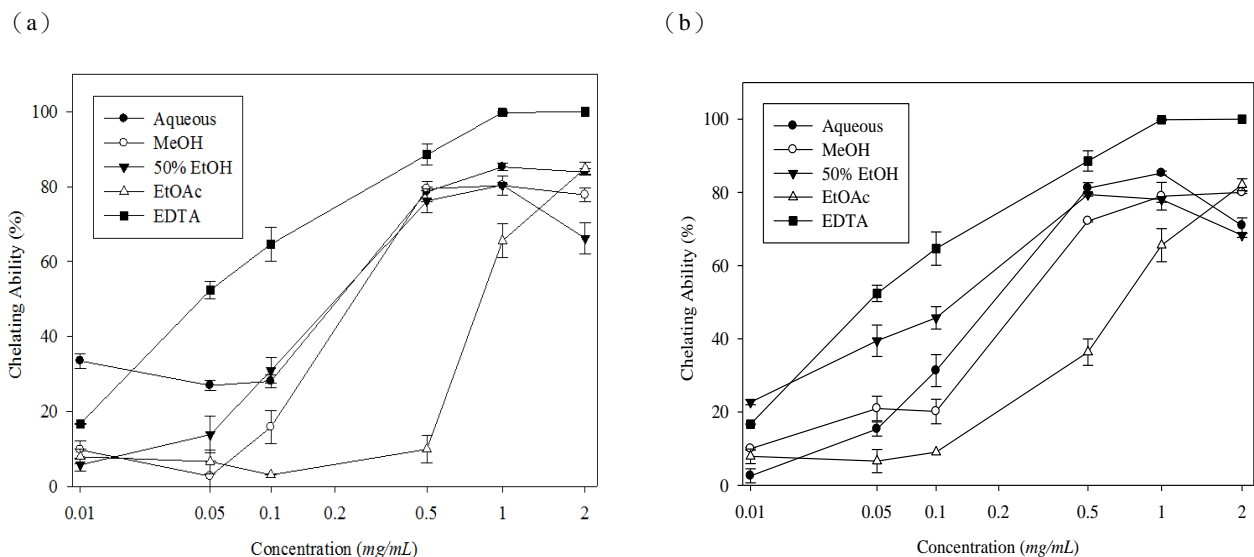 (a)
Chelating Ability (%)
100
80
60
40
20
0
Aqueous
MeOH
50% EtOH
EtOAc
EDTA
0.01 0.05 0.1 0.2 0.5 1 2
Concentration (mg/mL)
(b)
Chelating Ability (%)
100
80
60
40
20
0
Aqueous
MeOH
50% EtOH
EtOAc
EDTA
0.01 0.05 0.1 0.2 0.5 1 2
Concentration (mg/mL)